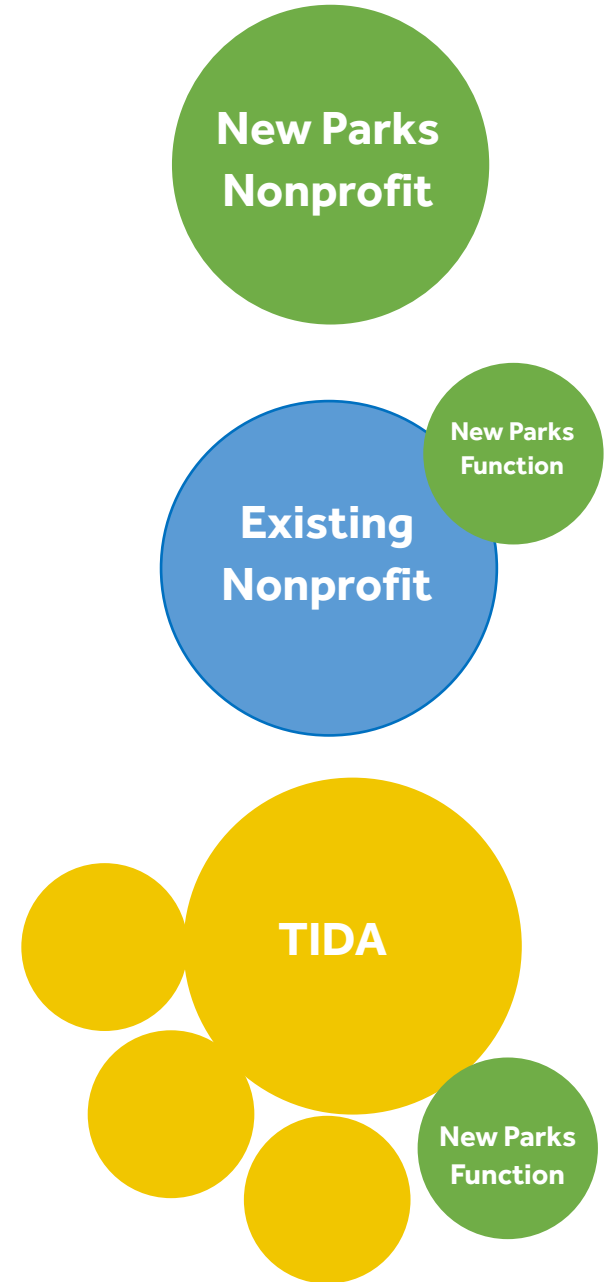 New Parks
Nonprofit
New Parks
Function
Existing
Nonprofit
TIDA
New Parks
Function